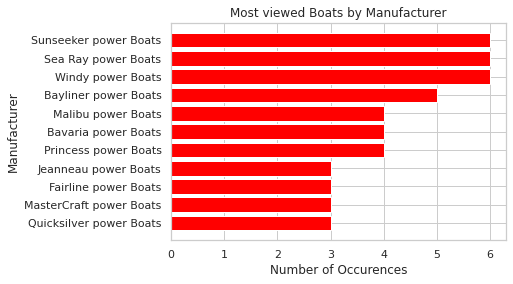 Most viewed Boats by Manufacturer
Manufacturer
Sunseeker power Boats
Sea Ray power Boats
Windy power Boats
Bayliner power Boats
Malibu power Boats
Bavaria power Boats
Princess power Boats
Jeanneau power Boats
Fairline power Boats
MasterCraft power Boats
Quicksilver power Boats
0 1 2 3 4 5 6
Number of Occurences